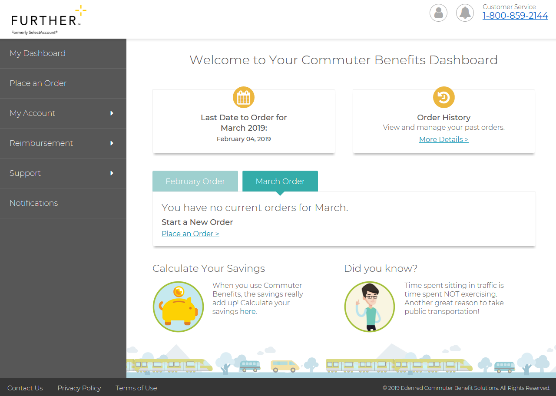 FURTHER
Formerly SelectAccount®
Customer Service
1-800-859-2144
My Dashboard
Place an Order
My Account
Reimbursement
Support
Notifications
Welcome to Your Commuter Benefits Dashboard
Last Date to Order for
March 2019:
February 04, 2019
Order History
View and manage your past orders.
More Details >
February Order
March Order
You have no current orders for March.
Start a New Order
Place an Order >
Calculate Your Savings
When you use Commuter
Benefits, the savings really
add up! Calculate your
savings here.
Did you know?
Time spent sitting in traffic is
time spent NOT exercising.
Another great reason to take
public transportation!
Contact Us
Privacy Policy
Terms of Use
© 2019 Edenred Commuter Benefit Solutions. All Rights Reserved.